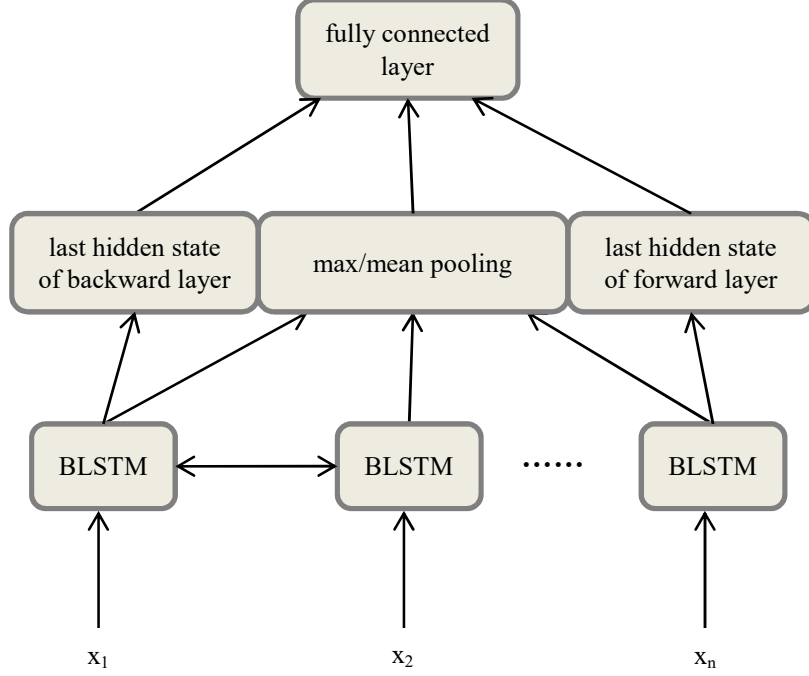 fully connected
layer
last hidden state
of backward layer
max/mean pooling
last hidden state
of forward layer
BLSTM
BLSTM
......
BLSTM
x₁
x₂
xₙ